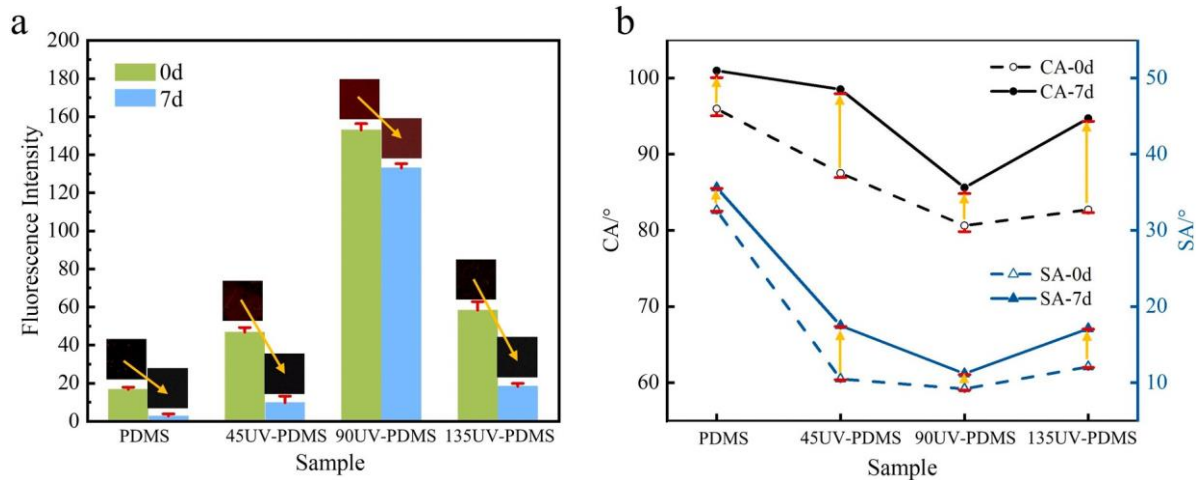 a
200
180
160
140
120
100
80
60
40
20
0
Fluorescence Intensity
0d
7d
PDMS 45UV-PDMS 90UV-PDMS 135UV-PDMS
Sample
b
100
90
80
70
60
CA/°
CA-0d
CA-7d
SA-0d
SA-7d
50
40
30
20
10
SA/°
PDMS 45UV-PDMS 90UV-PDMS 135UV-PDMS
Sample